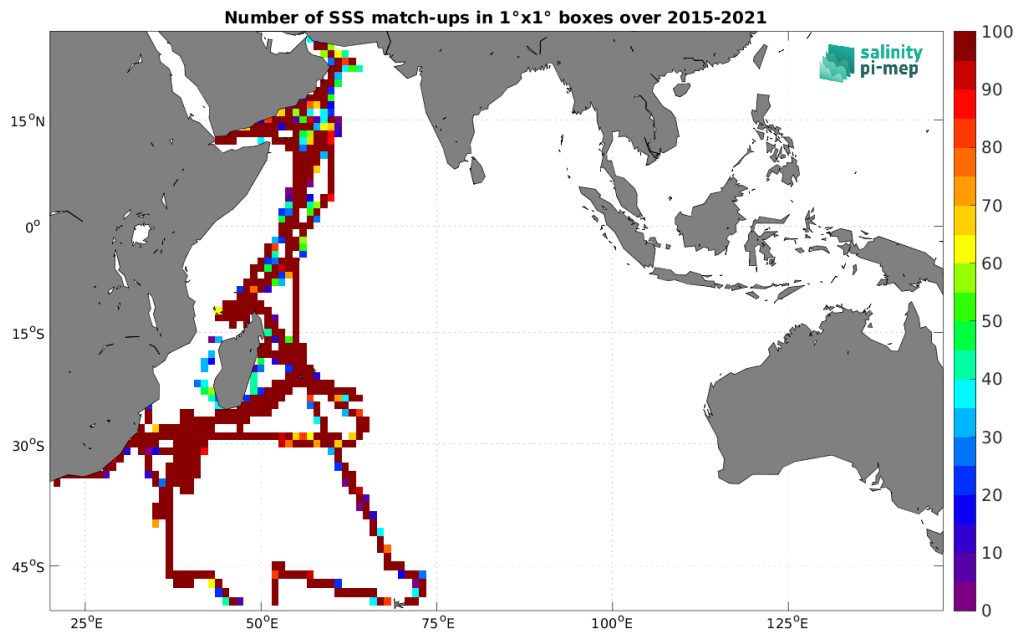 Number of SSS match-ups in 1°x1° boxes over 2015-2021
salinity
pi-mep
100
90
80
70
60
50
40
30
20
10
0
15°N
0°
15°S
30°S
45°S
25°E
50°E
75°E
100°E
125°E